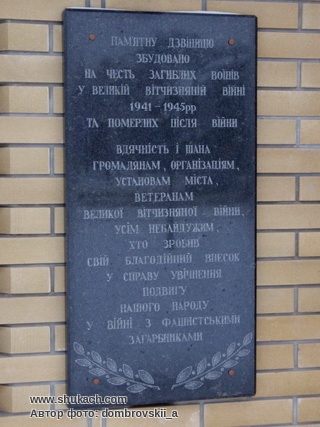 ПАМ'ЯТНУ ДЗВІНИЦЮ
ЗБУДОВАНО
НА ЧЕСТЬ ЗАГИБЛИХ ВОЇНІВ
У ВЕЛИКІЙ ВІТЧИЗНЯНІЙ ВІЙНІ
1941-1945рр
ТА ПОМЕРЛИХ ПІСЛЯ ВІЙНИ.
ВДЯЧНІСТЬ І ШАНА
ГРОМАДЯНАМ, ОРГАНІЗАЦІЯМ,
УСТАНОВАМ МІСТА,
ВЕТЕРАНАМ
ВЕЛИКОЇ ВІТЧИЗНЯНОЇ ВІЙНИ,
УСІМ НЕБАЙДУЖИМ,
ХТО ЗРОБИВ
СВІЙ БЛАГОДІЙНИЙ ВНЕСОК
У СПРАВУ УВІЧНЕННЯ
ПОДВИГУ
НАШОГО НАРОДУ
У ВІЙНІ З ФАШИСТСЬКИМИ
ЗАГАРБНИКАМИ
www.shukach.com
Автор фото: dombrovskii_a